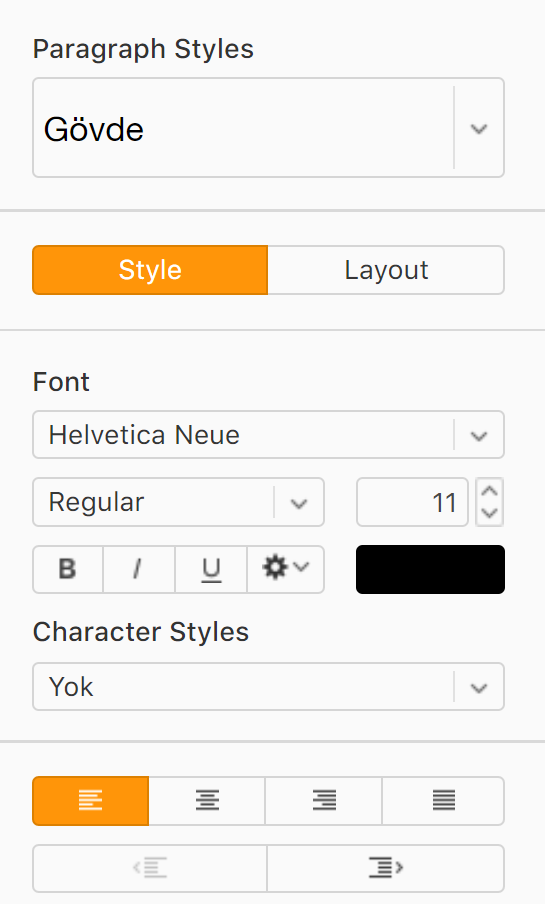 Paragraph Styles
Gövde
Style Layout
Font
Helvetica Neue
Regular 11
B I U
Character Styles
Yok